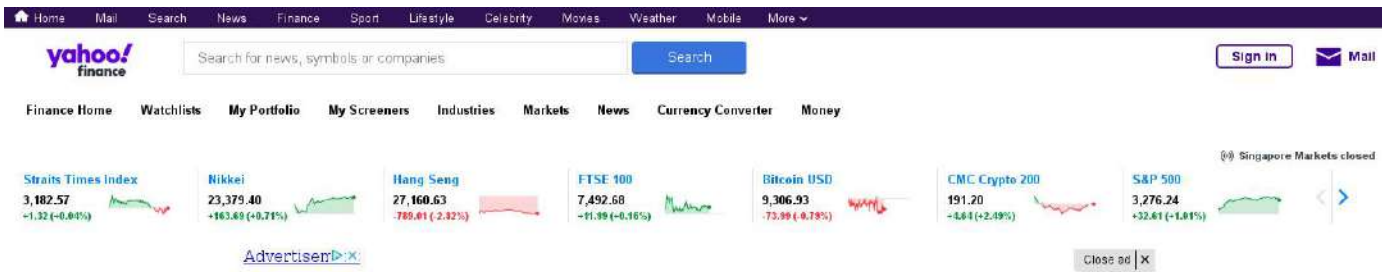 Home Mail Search News Finance Sport Lifestyle Celebrity Movies Weather Mobile More
yahoo!
finance
Search for news, symbols or companies
Search
Sign in
Mail
Finance Home Watchlists My Portfolio My Screeners Industries Markets News Currency Converter Money
Singapore Markets closed
Straits Times Index Nikkei Hang Seng FTSE 100 Bitcoin USD CMC Crypto 200 S&P 500
3,182.57 23,379.40 27,160.63 7,492.68 9,306.93 191.20 3,276.24
+1.32 (+0.04%) +163.69 (+0.71%) -789.01 (-2.82%) +11.99 (+0.16%) -73.99 (-0.79%) +4.64 (+2.49%) +32.61 (+1.01%)
Advertisem
Close ad X